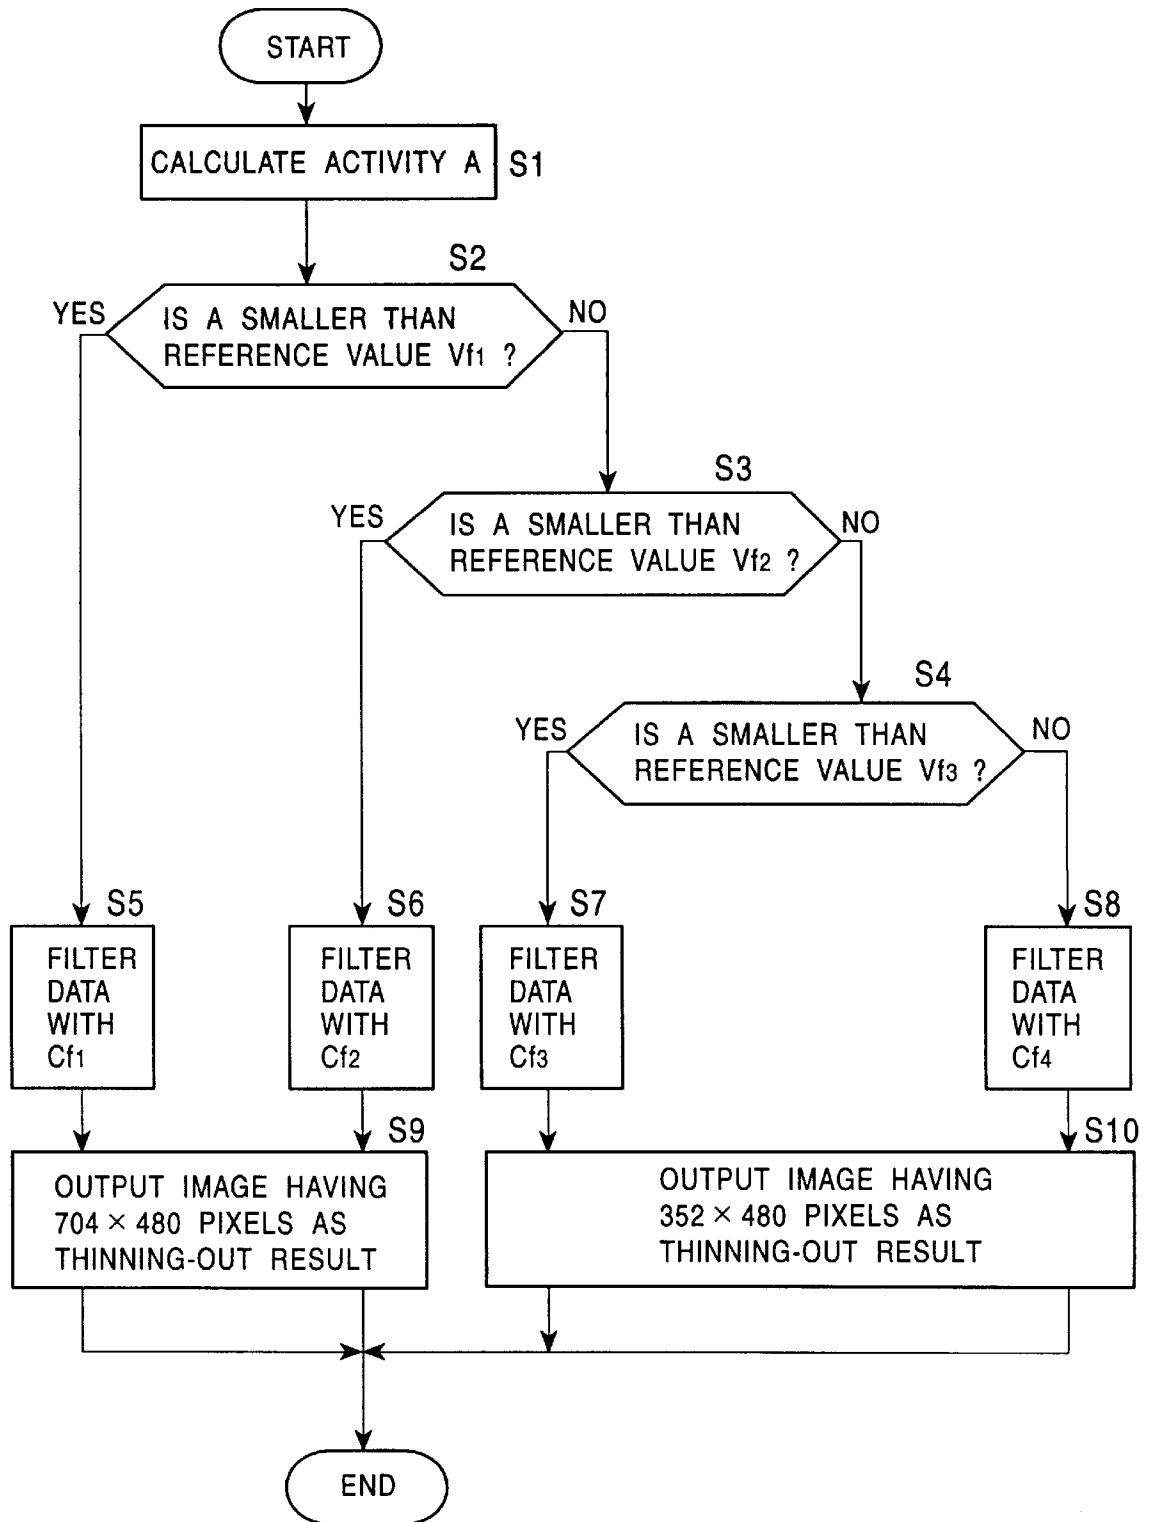 START
CALCULATE ACTIVITY A
S1
S2
YES
IS A SMALLER THAN
REFERENCE VALUE Vf1 ?
NO
S3
YES
IS A SMALLER THAN
REFERENCE VALUE Vf2 ?
NO
S4
YES
IS A SMALLER THAN
REFERENCE VALUE Vf3 ?
NO
S5
FILTER
DATA
WITH
Cf1
S6
FILTER
DATA
WITH
Cf2
S7
FILTER
DATA
WITH
Cf3
S8
FILTER
DATA
WITH
Cf4
S9
OUTPUT IMAGE HAVING
704 × 480 PIXELS AS
THINNING-OUT RESULT
S10
OUTPUT IMAGE HAVING
352 × 480 PIXELS AS
THINNING-OUT RESULT
END